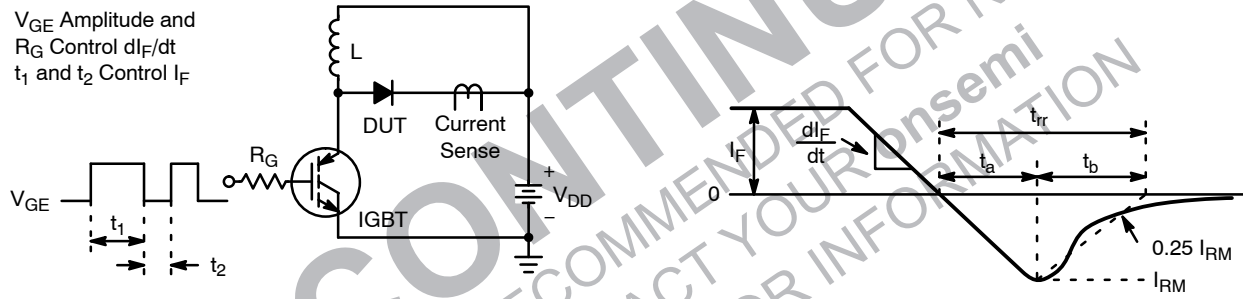 V_GE Amplitude and
R_G Control dI_F/dt
t_1 and t_2 Control I_F
L
DUT
Current
Sense
R_G
V_GE
t_1
t_2
IGBT
+
V_DD
−
I_F
dI_F
dt
0
t_rr
t_a
t_b
0.25 I_RM
I_RM
CONTIN
RECOMMENDED FOR N
CONTACT YOUR onsemi
FOR INFORMATION